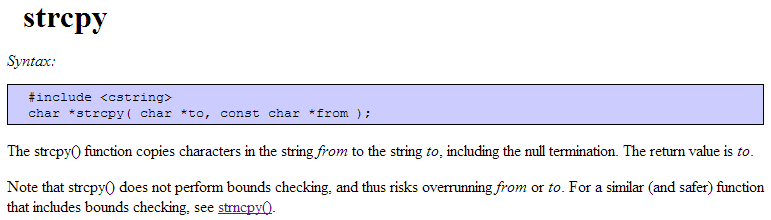 strcpy
Syntax:
#include <cstring>
char *strcpy( char *to, const char *from );
The strcpy() function copies characters in the string from to the string to, including the null termination. The return value is to.
Note that strcpy() does not perform bounds checking, and thus risks overrunning from or to. For a similar (and safer) function
that includes bounds checking, see strncpy().